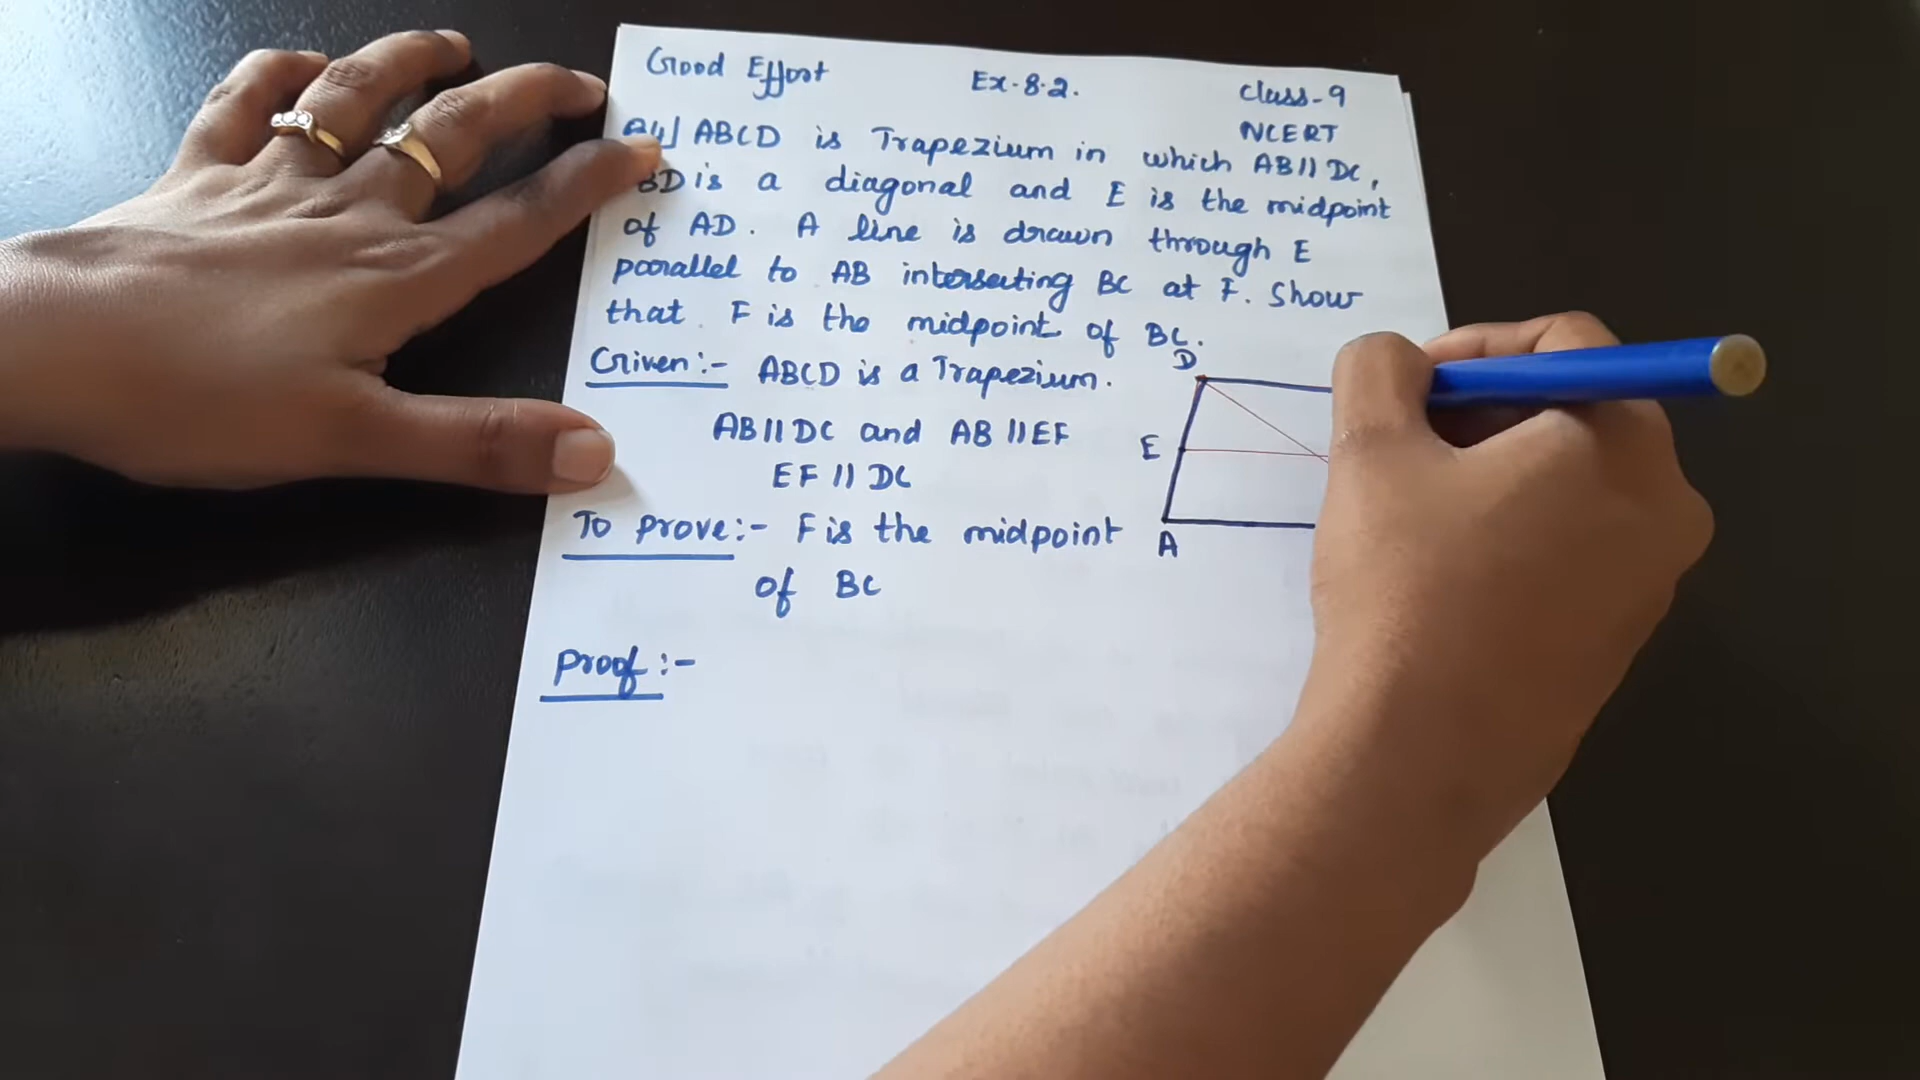 Good Effort Ex.8.2. Class-9
NCERT
Q4] ABCD is Trapezium in which AB || DC,
BD is a diagonal and E is the midpoint
of AD. A line is drawn through E
parallel to AB intersecting BC at F. Show
that F is the midpoint of BC.
Given:- ABCD is a Trapezium.
AB || DC and AB || EF
EF || DC
To prove:- F is the midpoint
of BC
Proof:-
D
E
A